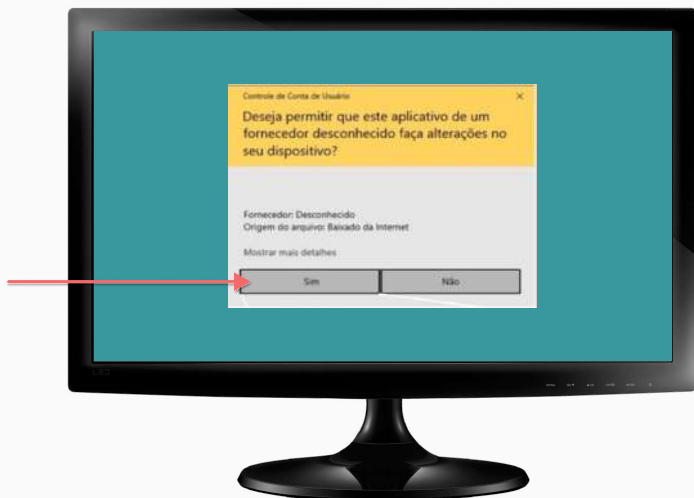 Controle de Conta de Usuário
Deseja permitir que este aplicativo de um
fornecedor desconhecido faça alterações no
seu dispositivo?
Fornecedor: Desconhecido
Origem do arquivo: Baixado da Internet
Mostrar mais detalhes
Sim
Não
LED